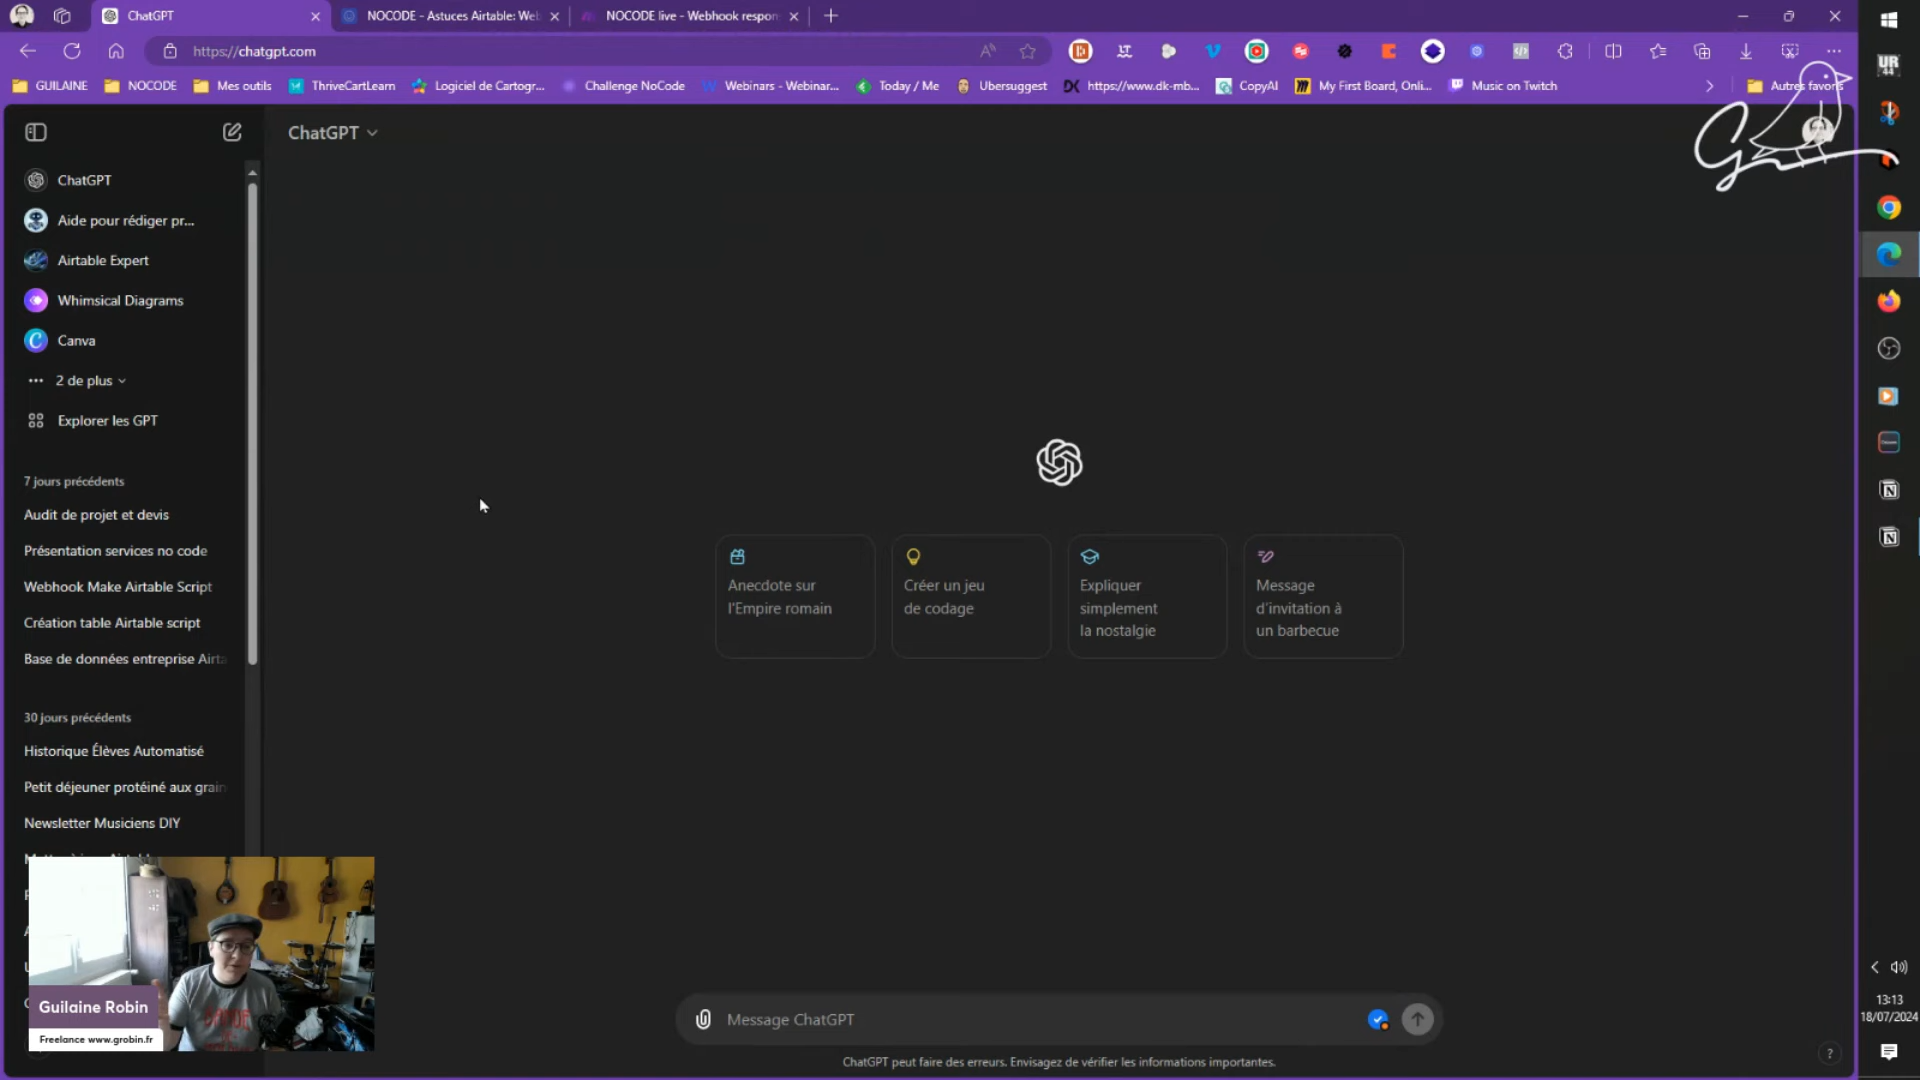 ChatGPT
NOCODE - Astuces Airtable: Web
NOCODE live - Webhook respon
https://chatgpt.com
GUILAINE
NOCODE
Mes outils
ThriveCartLearn
Logiciel de Cartogr...
Challenge NoCode
Webinars - Webinar...
Today / Me
Ubersuggest
https://www.dk-mb...
CopyAI
My First Board, Onli...
Music on Twitch
Autres favoris
UR
44
ChatGPT
ChatGPT
Aide pour rédiger pr...
Airtable Expert
Whimsical Diagrams
Canva
2 de plus
Explorer les GPT
7 jours précédents
Audit de projet et devis
Présentation services no code
Webhook Make Airtable Script
Création table Airtable script
Base de données entreprise Airta
30 jours précédents
Historique Élèves Automatisé
Petit déjeuner protéiné aux grain
Newsletter Musiciens DIY
Anecdote sur
l'Empire romain
Créer un jeu
de codage
Expliquer
simplement
la nostalgie
Message
d'invitation à
un barbecue
Guilaine Robin
Freelance www.grobin.fr
Message ChatGPT
ChatGPT peut faire des erreurs. Envisagez de vérifier les informations importantes.
?
13:13
18/07/2024